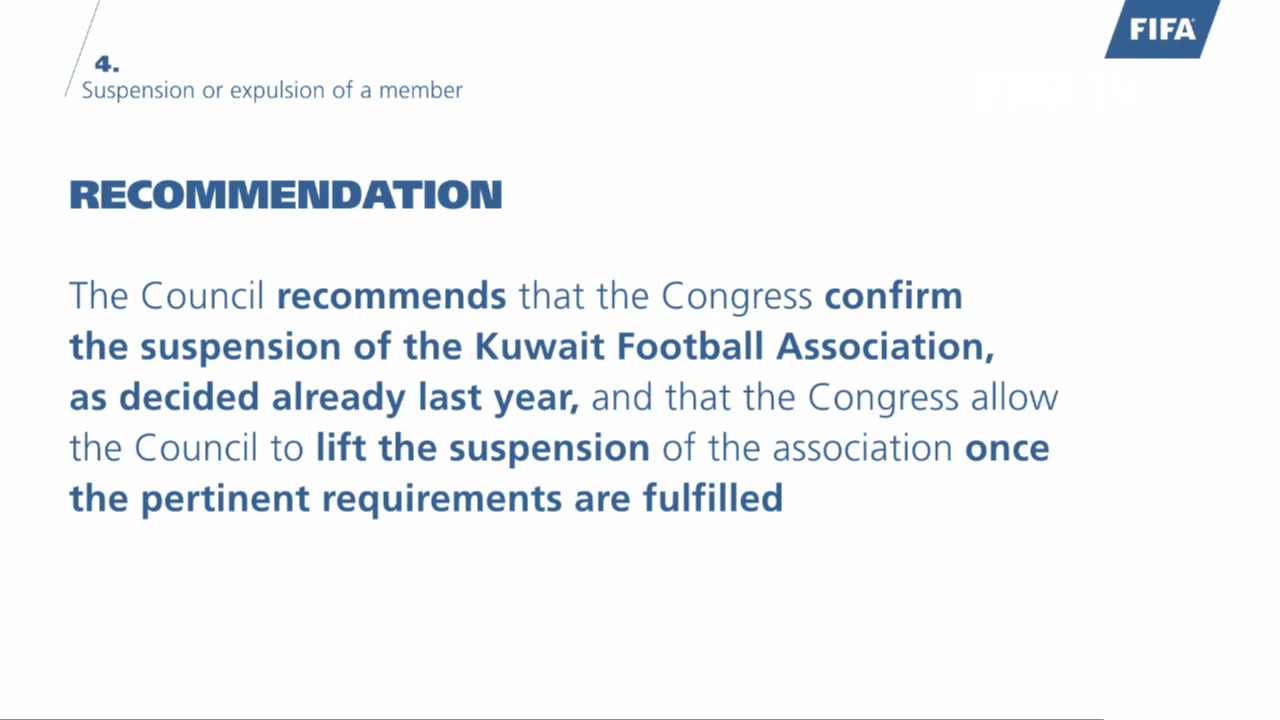 FIFA
4.
Suspension or expulsion of a member
RECOMMENDATION
The Council recommends that the Congress confirm
the suspension of the Kuwait Football Association,
as decided already last year, and that the Congress allow
the Council to lift the suspension of the association once
the pertinent requirements are fulfilled